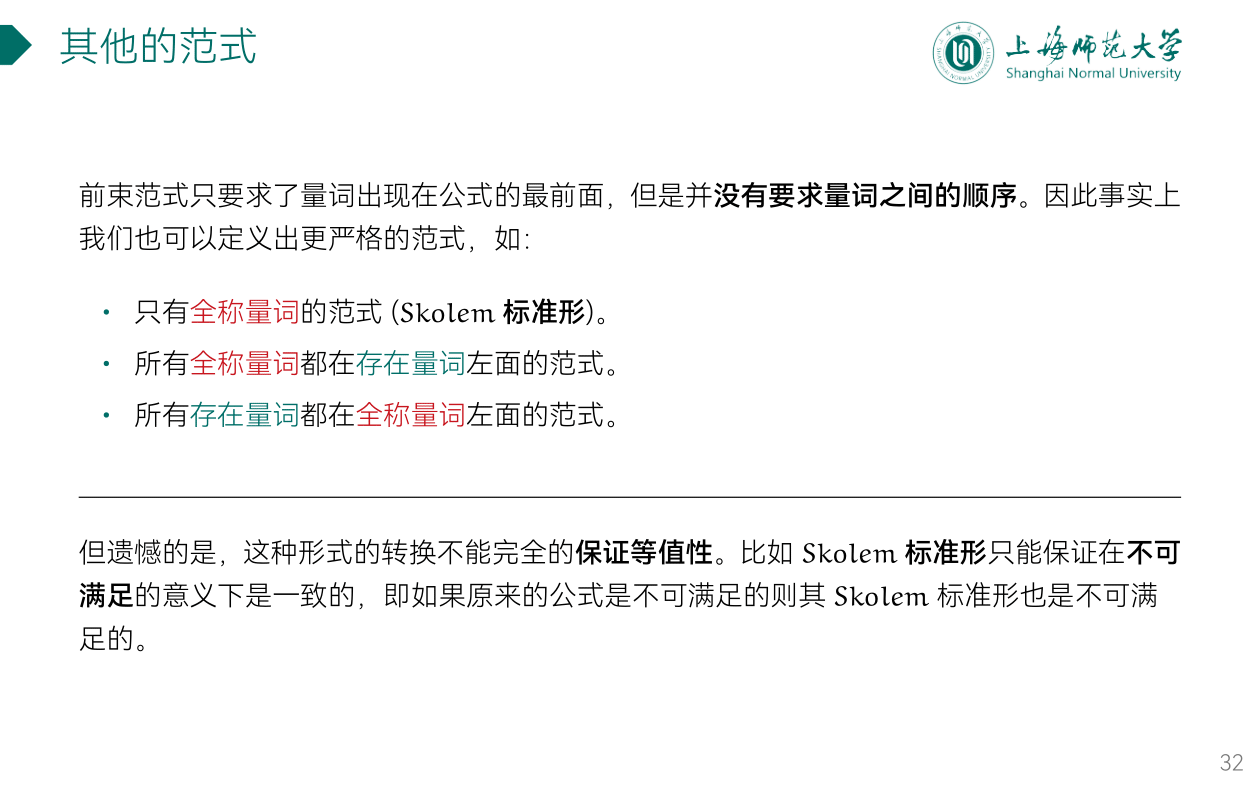 其他的范式
上海师范大学
Shanghai Normal University
前束范式只要求了量词出现在公式的最前面，但是并没有要求量词之间的顺序。因此事实上
我们也可以定义出更严格的范式，如：
• 只有全称量词的范式 (Skolem 标准形)。
• 所有全称量词都在存在量词左面的范式。
• 所有存在量词都在全称量词左面的范式。
但遗憾的是，这种形式的转换不能完全的保证等值性。比如 Skolem 标准形只能保证在不可
满足的意义下是一致的，即如果原来的公式是不可满足的则其 Skolem 标准形也是不可满
足的。
32